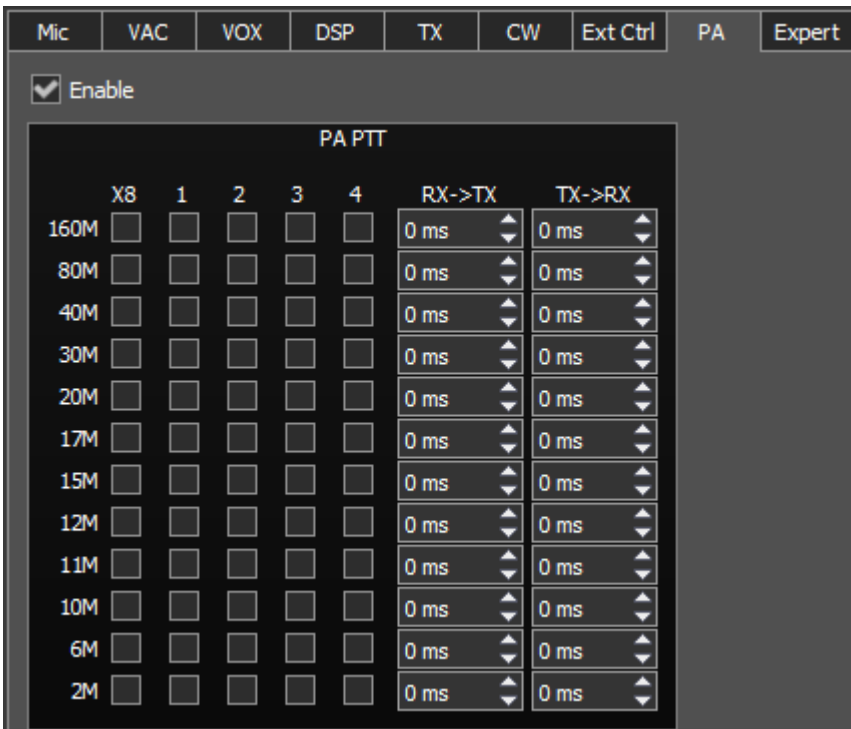 Mic VAC VOX DSP TX CW Ext Ctrl PA Expert
Enable
PA PTT
X8 1 2 3 4 RX->TX TX->RX
160M 0 ms 0 ms
80M 0 ms 0 ms
40M 0 ms 0 ms
30M 0 ms 0 ms
20M 0 ms 0 ms
17M 0 ms 0 ms
15M 0 ms 0 ms
12M 0 ms 0 ms
11M 0 ms 0 ms
10M 0 ms 0 ms
6M 0 ms 0 ms
2M 0 ms 0 ms